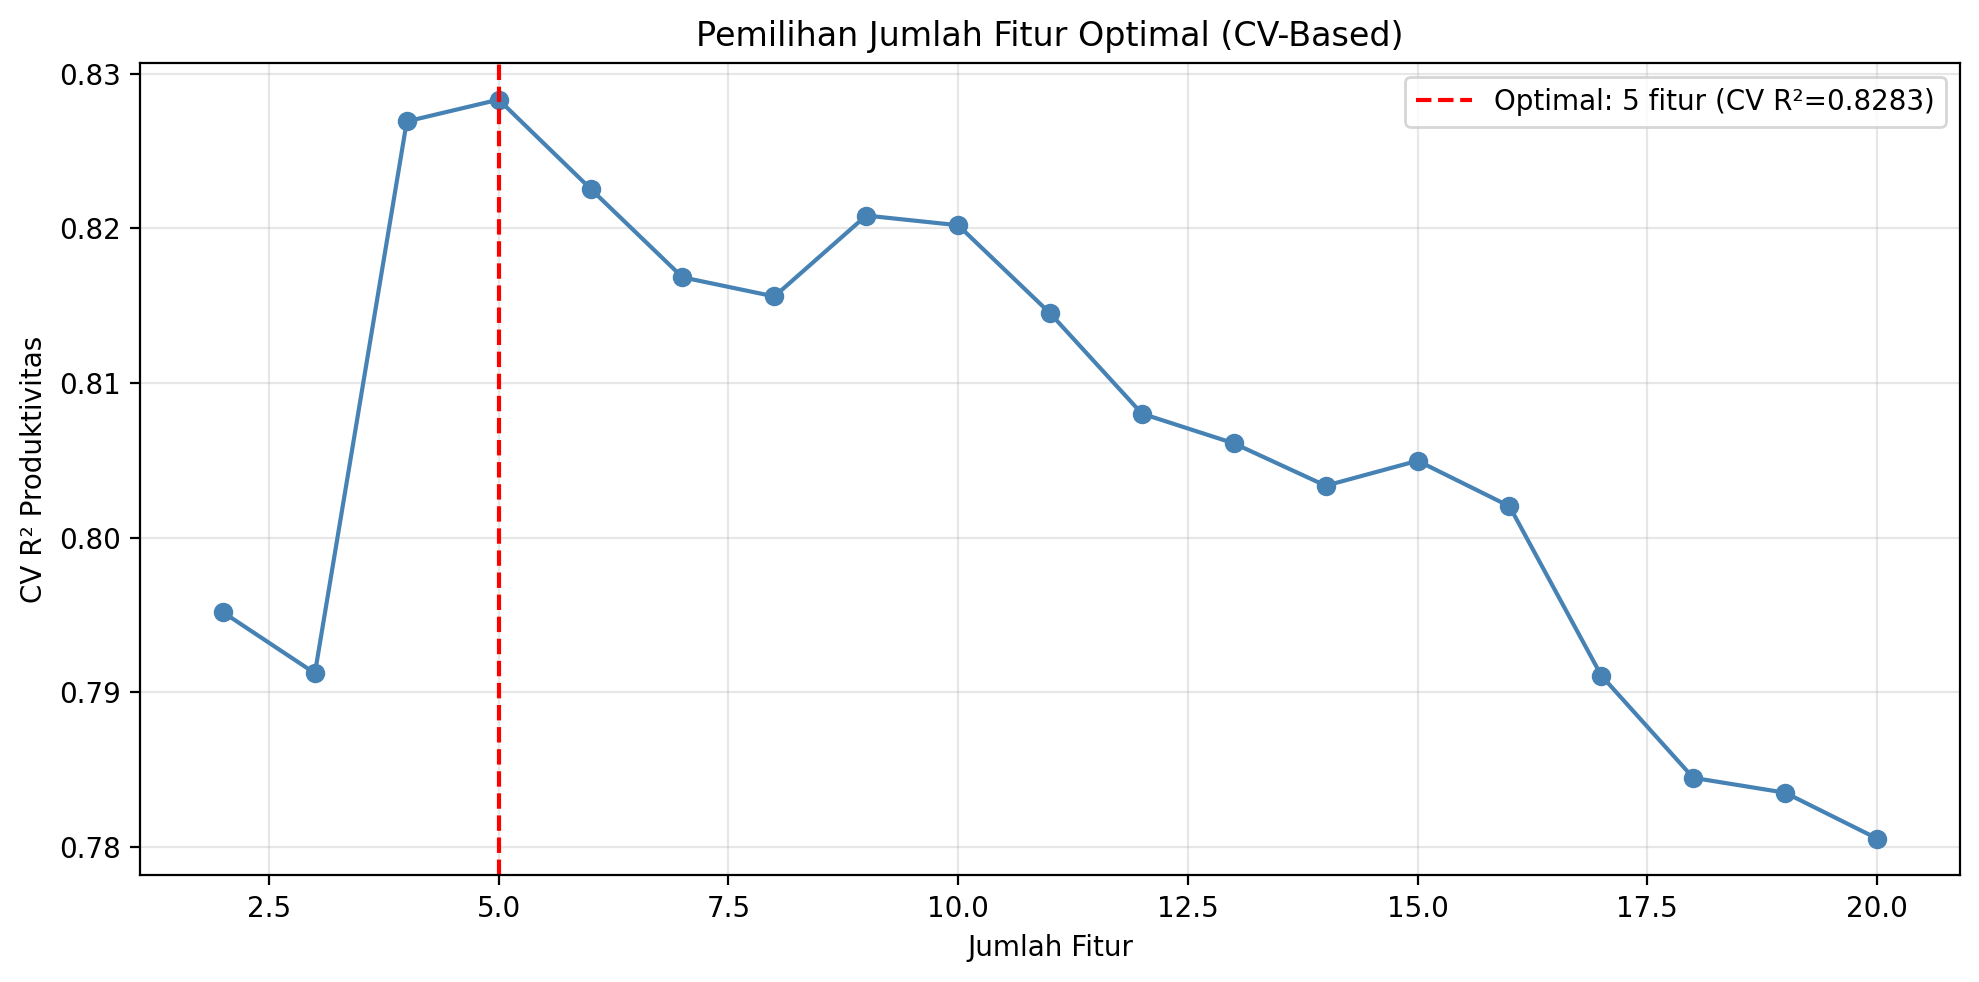 Pemilihan Jumlah Fitur Optimal (CV-Based)
Optimal: 5 fitur (CV R²=0.8283)
CV R² Produktivitas
0.83
0.82
0.81
0.80
0.79
0.78
2.5 5.0 7.5 10.0 12.5 15.0 17.5 20.0
Jumlah Fitur